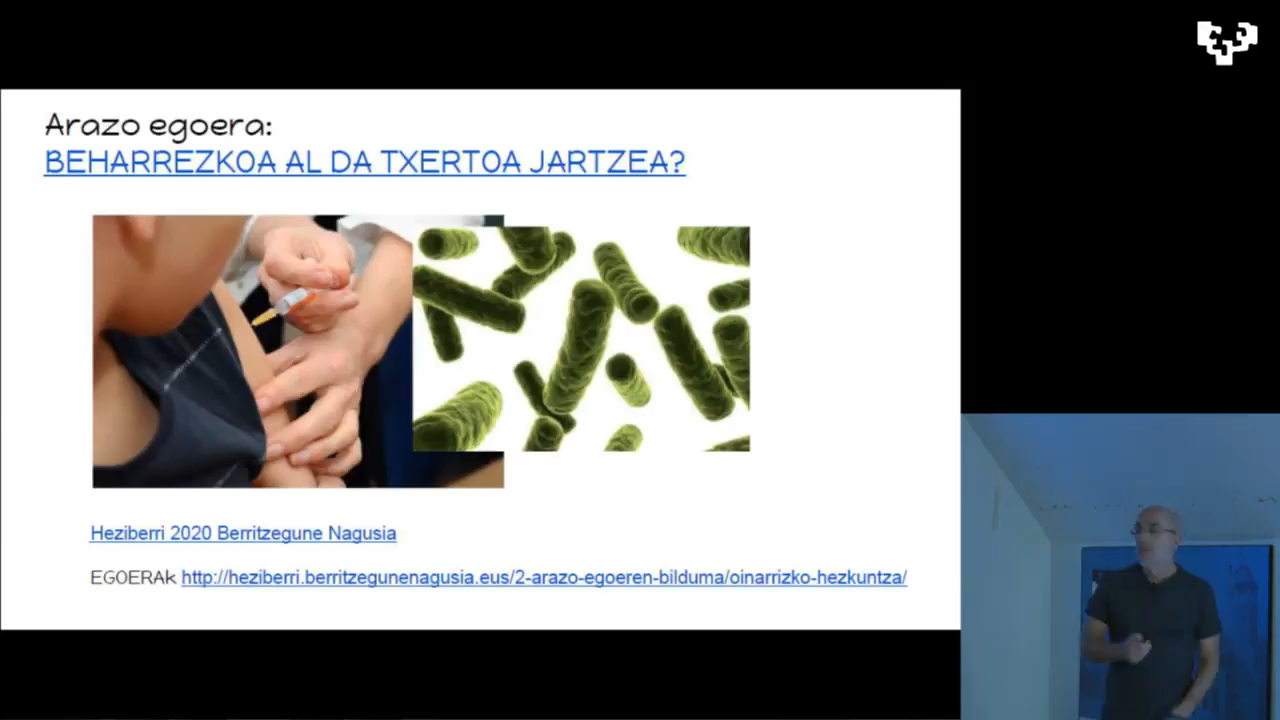 Arazo egoera:
BEHARREZKOA AL DA TXERTOA JARTZEA?
Heziberri 2020 Berritzegune Nagusia
EGOERAK http://heziberri.berritzegunenagusia.eus/2-arazo-egoeren-bilduma/oinarrizko-hezkuntza/